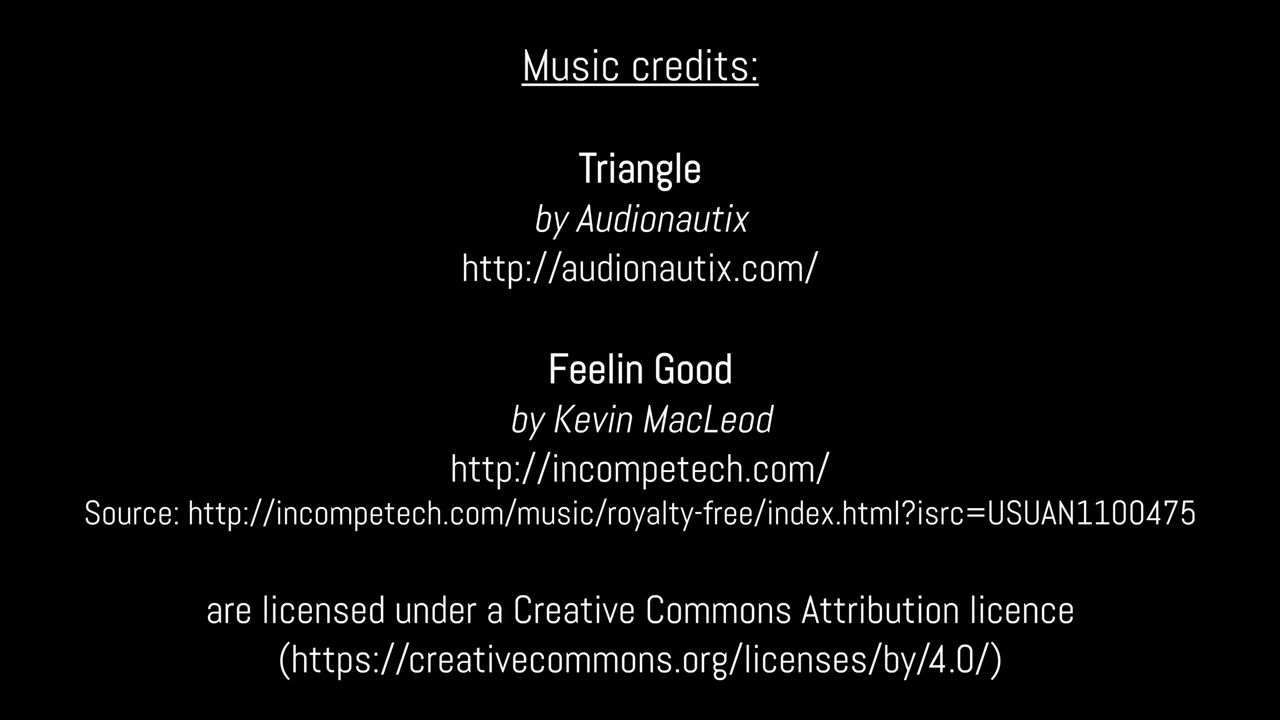 Music credits:
Triangle
by Audionautix
http://audionautix.com/
Feelin Good
by Kevin MacLeod
http://incompetech.com/
Source: http://incompetech.com/music/royalty-free/index.html?isrc=USUAN1100475
are licensed under a Creative Commons Attribution licence
(https://creativecommons.org/licenses/by/4.0/)